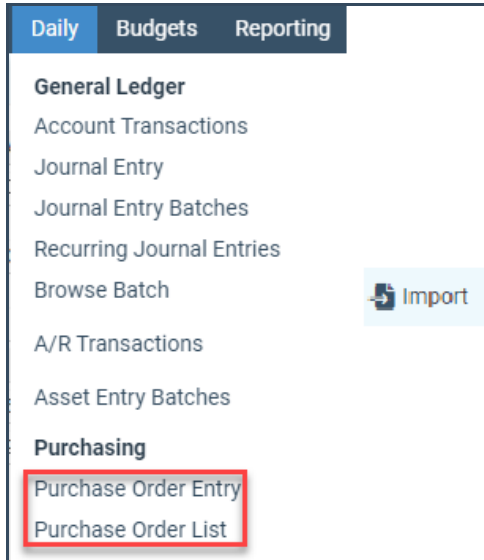 Daily Budgets Reporting
General Ledger
Account Transactions
Journal Entry
Journal Entry Batches
Recurring Journal Entries
Browse Batch
Import
A/R Transactions
Asset Entry Batches
Purchasing
Purchase Order Entry
Purchase Order List